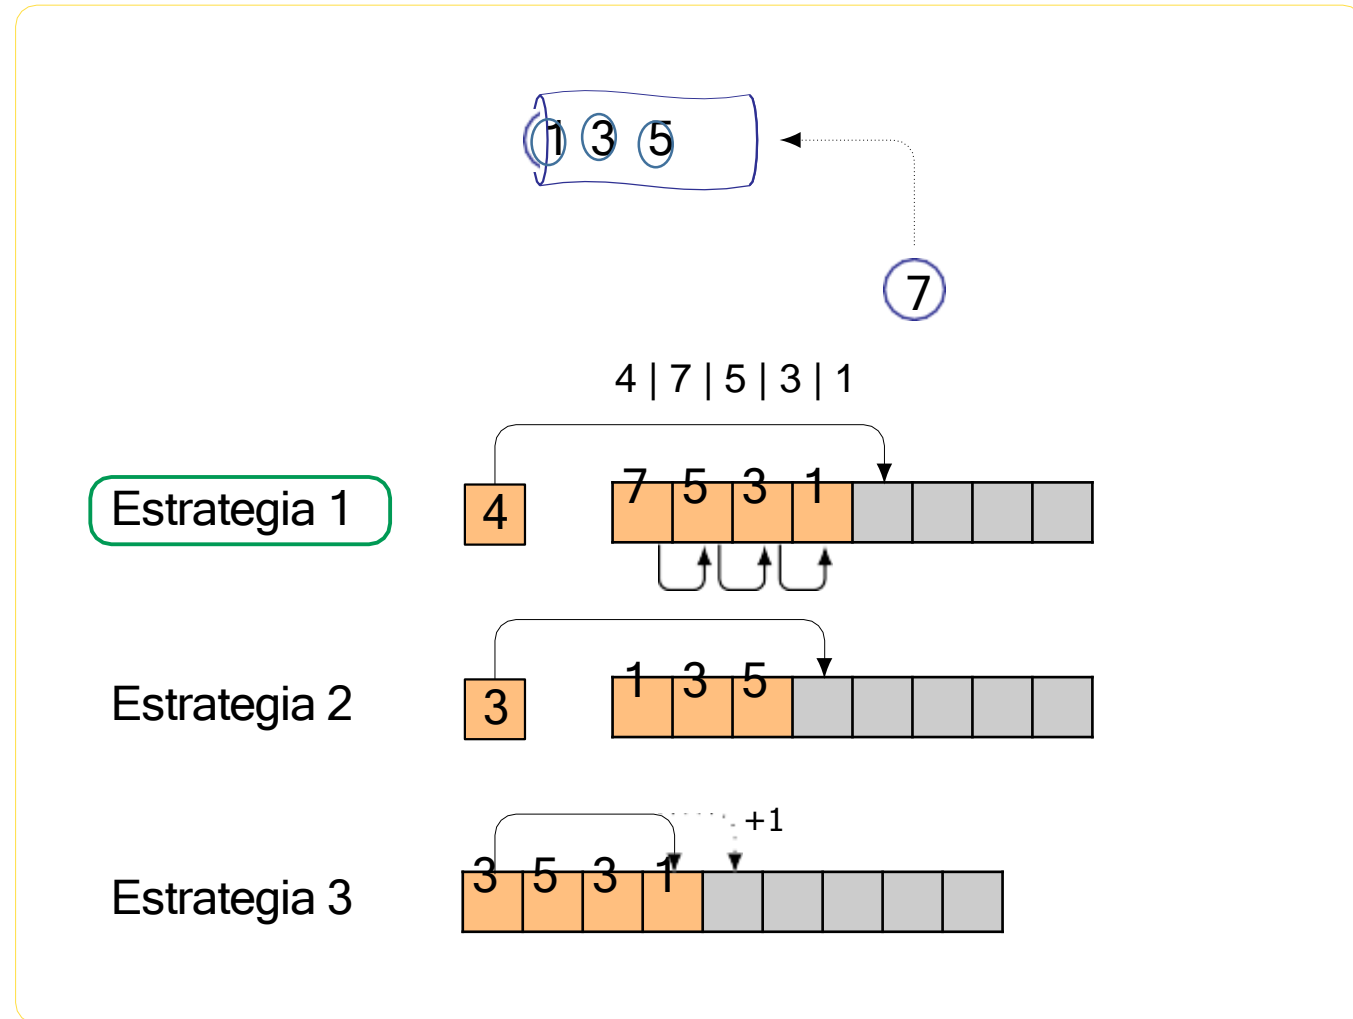 1 3 5
7
4 | 7 | 5 | 3 | 1
Estrategia 1 4 7 5 3 1
Estrategia 2 3 1 3 5
+1
Estrategia 3 3 5 3 1